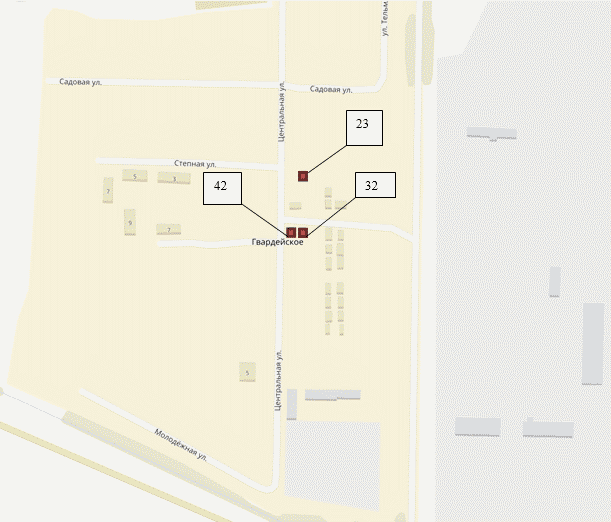 ул. Тельм
Садовая ул.
Садовая ул.
Центральная ул.
23
Степная ул.
5
3
7
42
32
9
7
Гвардейское
5
Центральная ул.
Молодёжная ул.